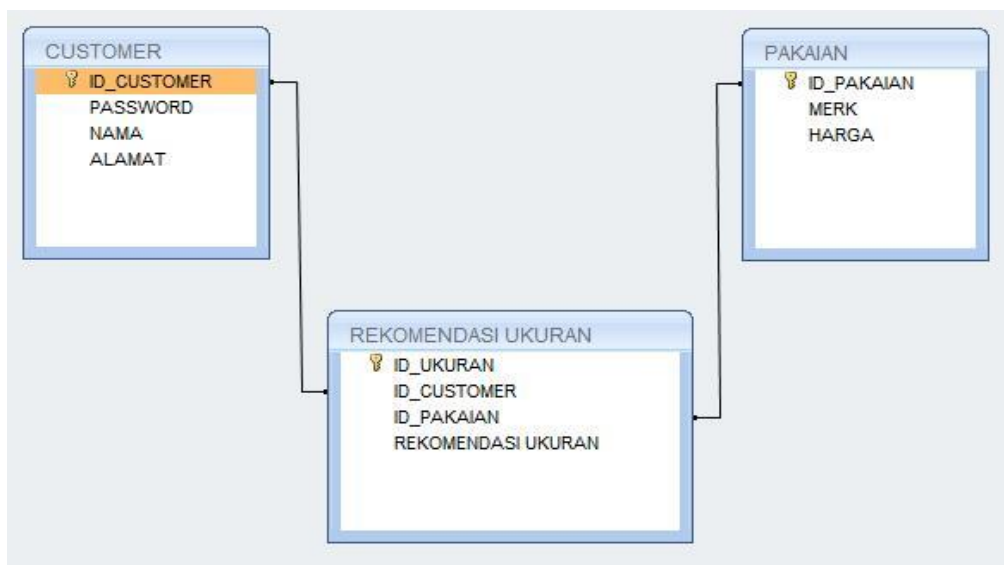 CUSTOMER
ID_CUSTOMER
PASSWORD
NAMA
ALAMAT
PAKAIAN
ID_PAKAIAN
MERK
HARGA
REKOMENDASI UKURAN
ID_UKURAN
ID_CUSTOMER
ID_PAKAIAN
REKOMENDASI UKURAN